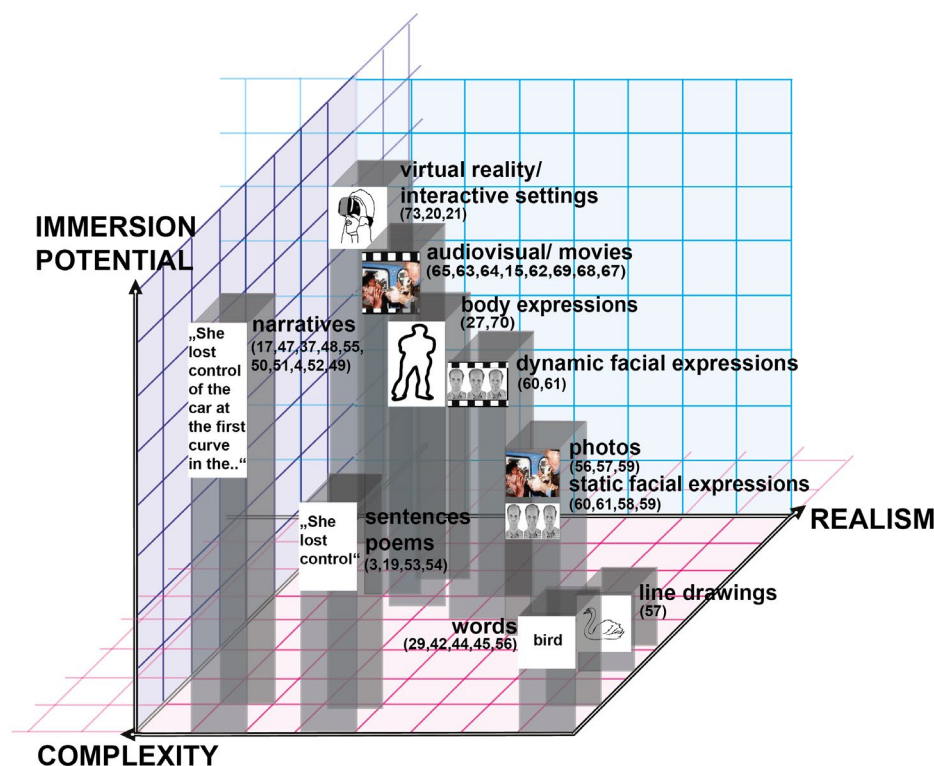 virtual reality/
interactive settings
(73,20,21)
IMMERSION
POTENTIAL
audiovisual/ movies
(65,63,64,15,62,69,68,67)
body expressions
(27,70)
narratives
(17,47,37,48,55,
50,51,4,52,49)
„She
lost
control
of the
car at
the first
curve
in the..“
dynamic facial expressions
(60,61)
photos
(56,57,59)
static facial expressions
(60,61,58,59)
REALISM
„She
lost
control“
sentences
poems
(3,19,53,54)
line drawings
(57)
words
(29,42,44,45,56)
bird
COMPLEXITY